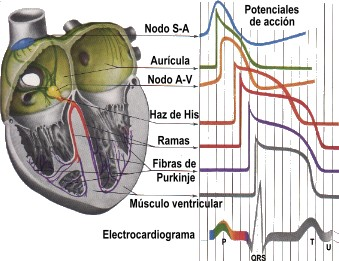 Potenciales
de acción
Nodo S-A
Aurícula
Nodo A-V
Haz de His
Ramas
Fibras de
Purkinje
Músculo ventricular
Electrocardiograma
P
QRS
T
U